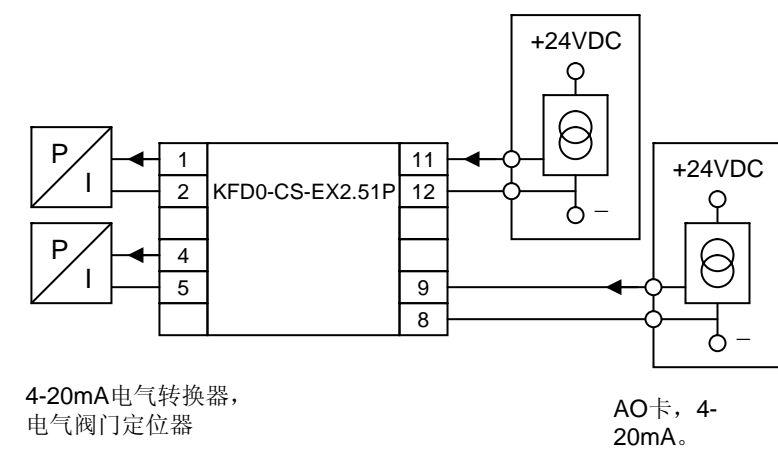 +24VDC
–
+24VDC
–
P
I
P
I
1
2
4
5
KFD0-CS-EX2.51P
11
12
9
8
4-20mA电气转换器，
电气阀门定位器
AO卡，4-
20mA。